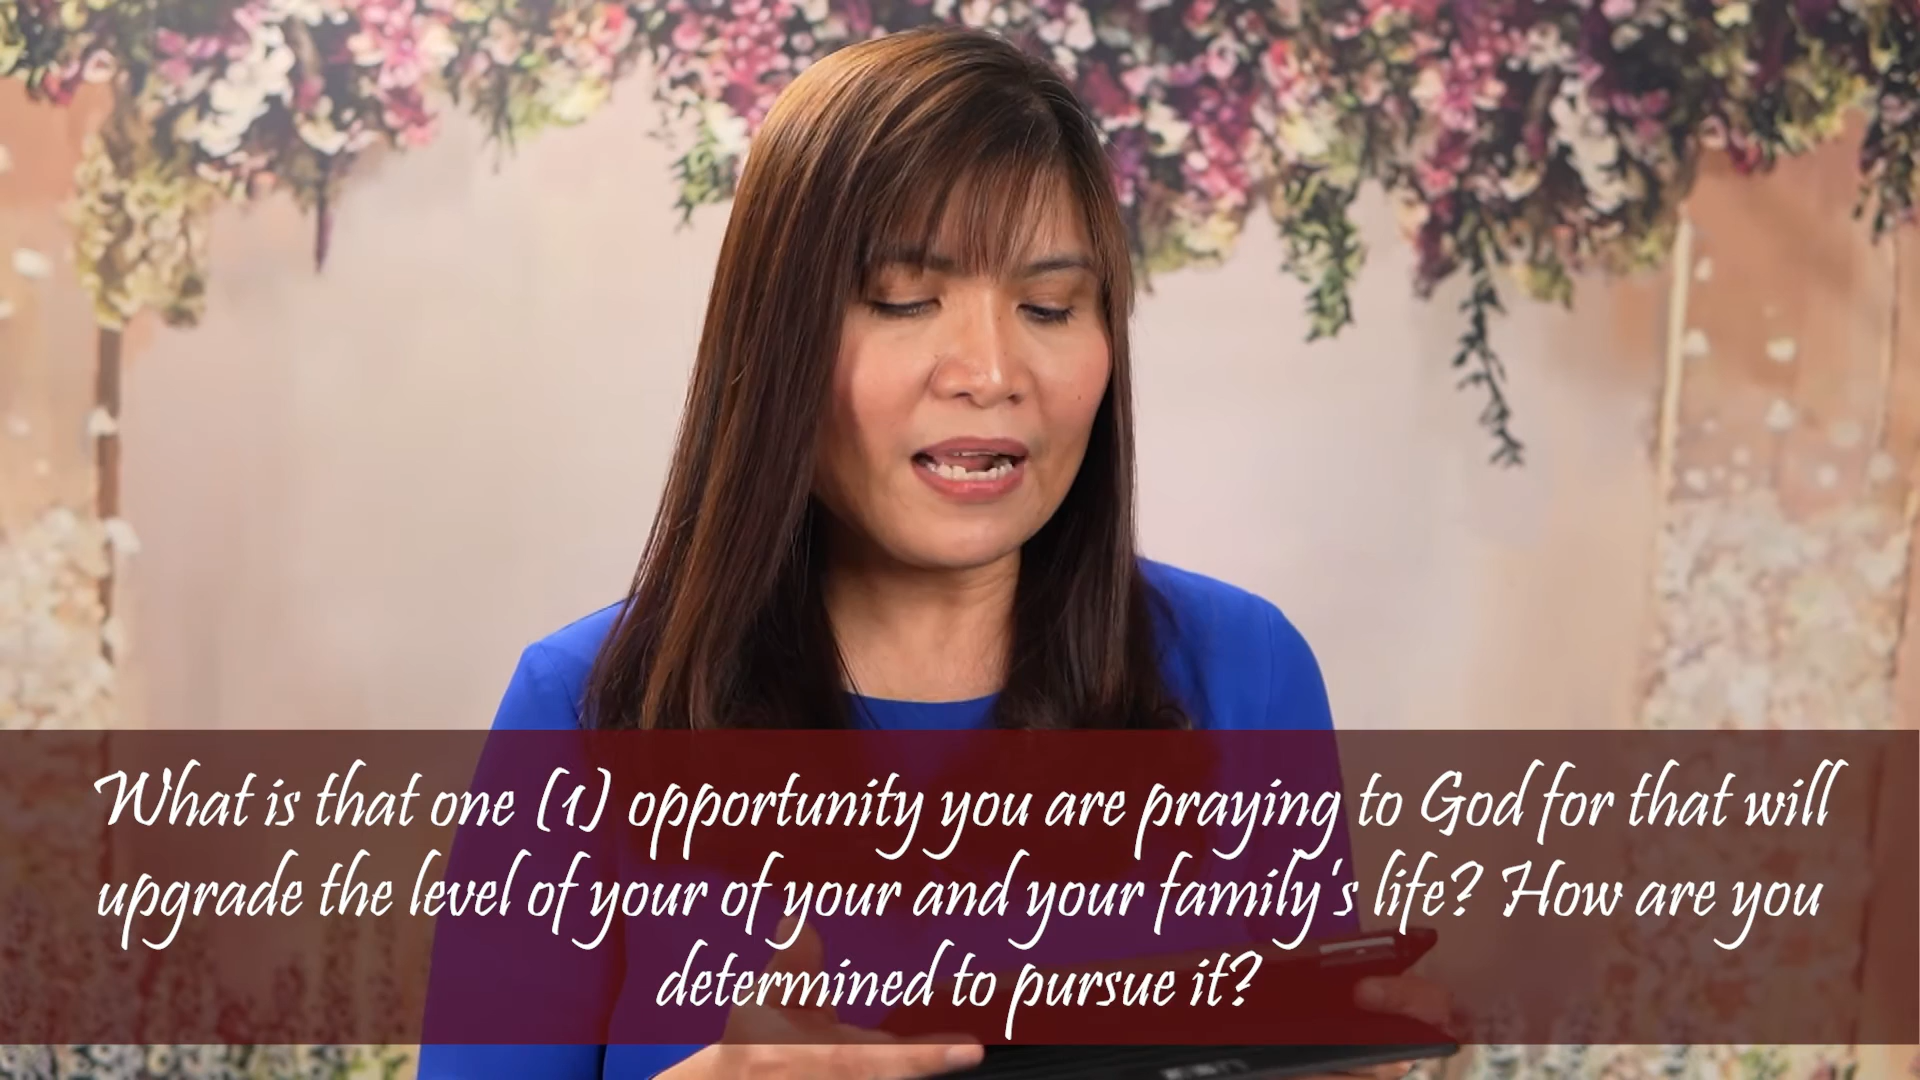 What is that one (1) opportunity you are praying to God for that will
upgrade the level of your of your and your family's life? How are you
determined to pursue it?